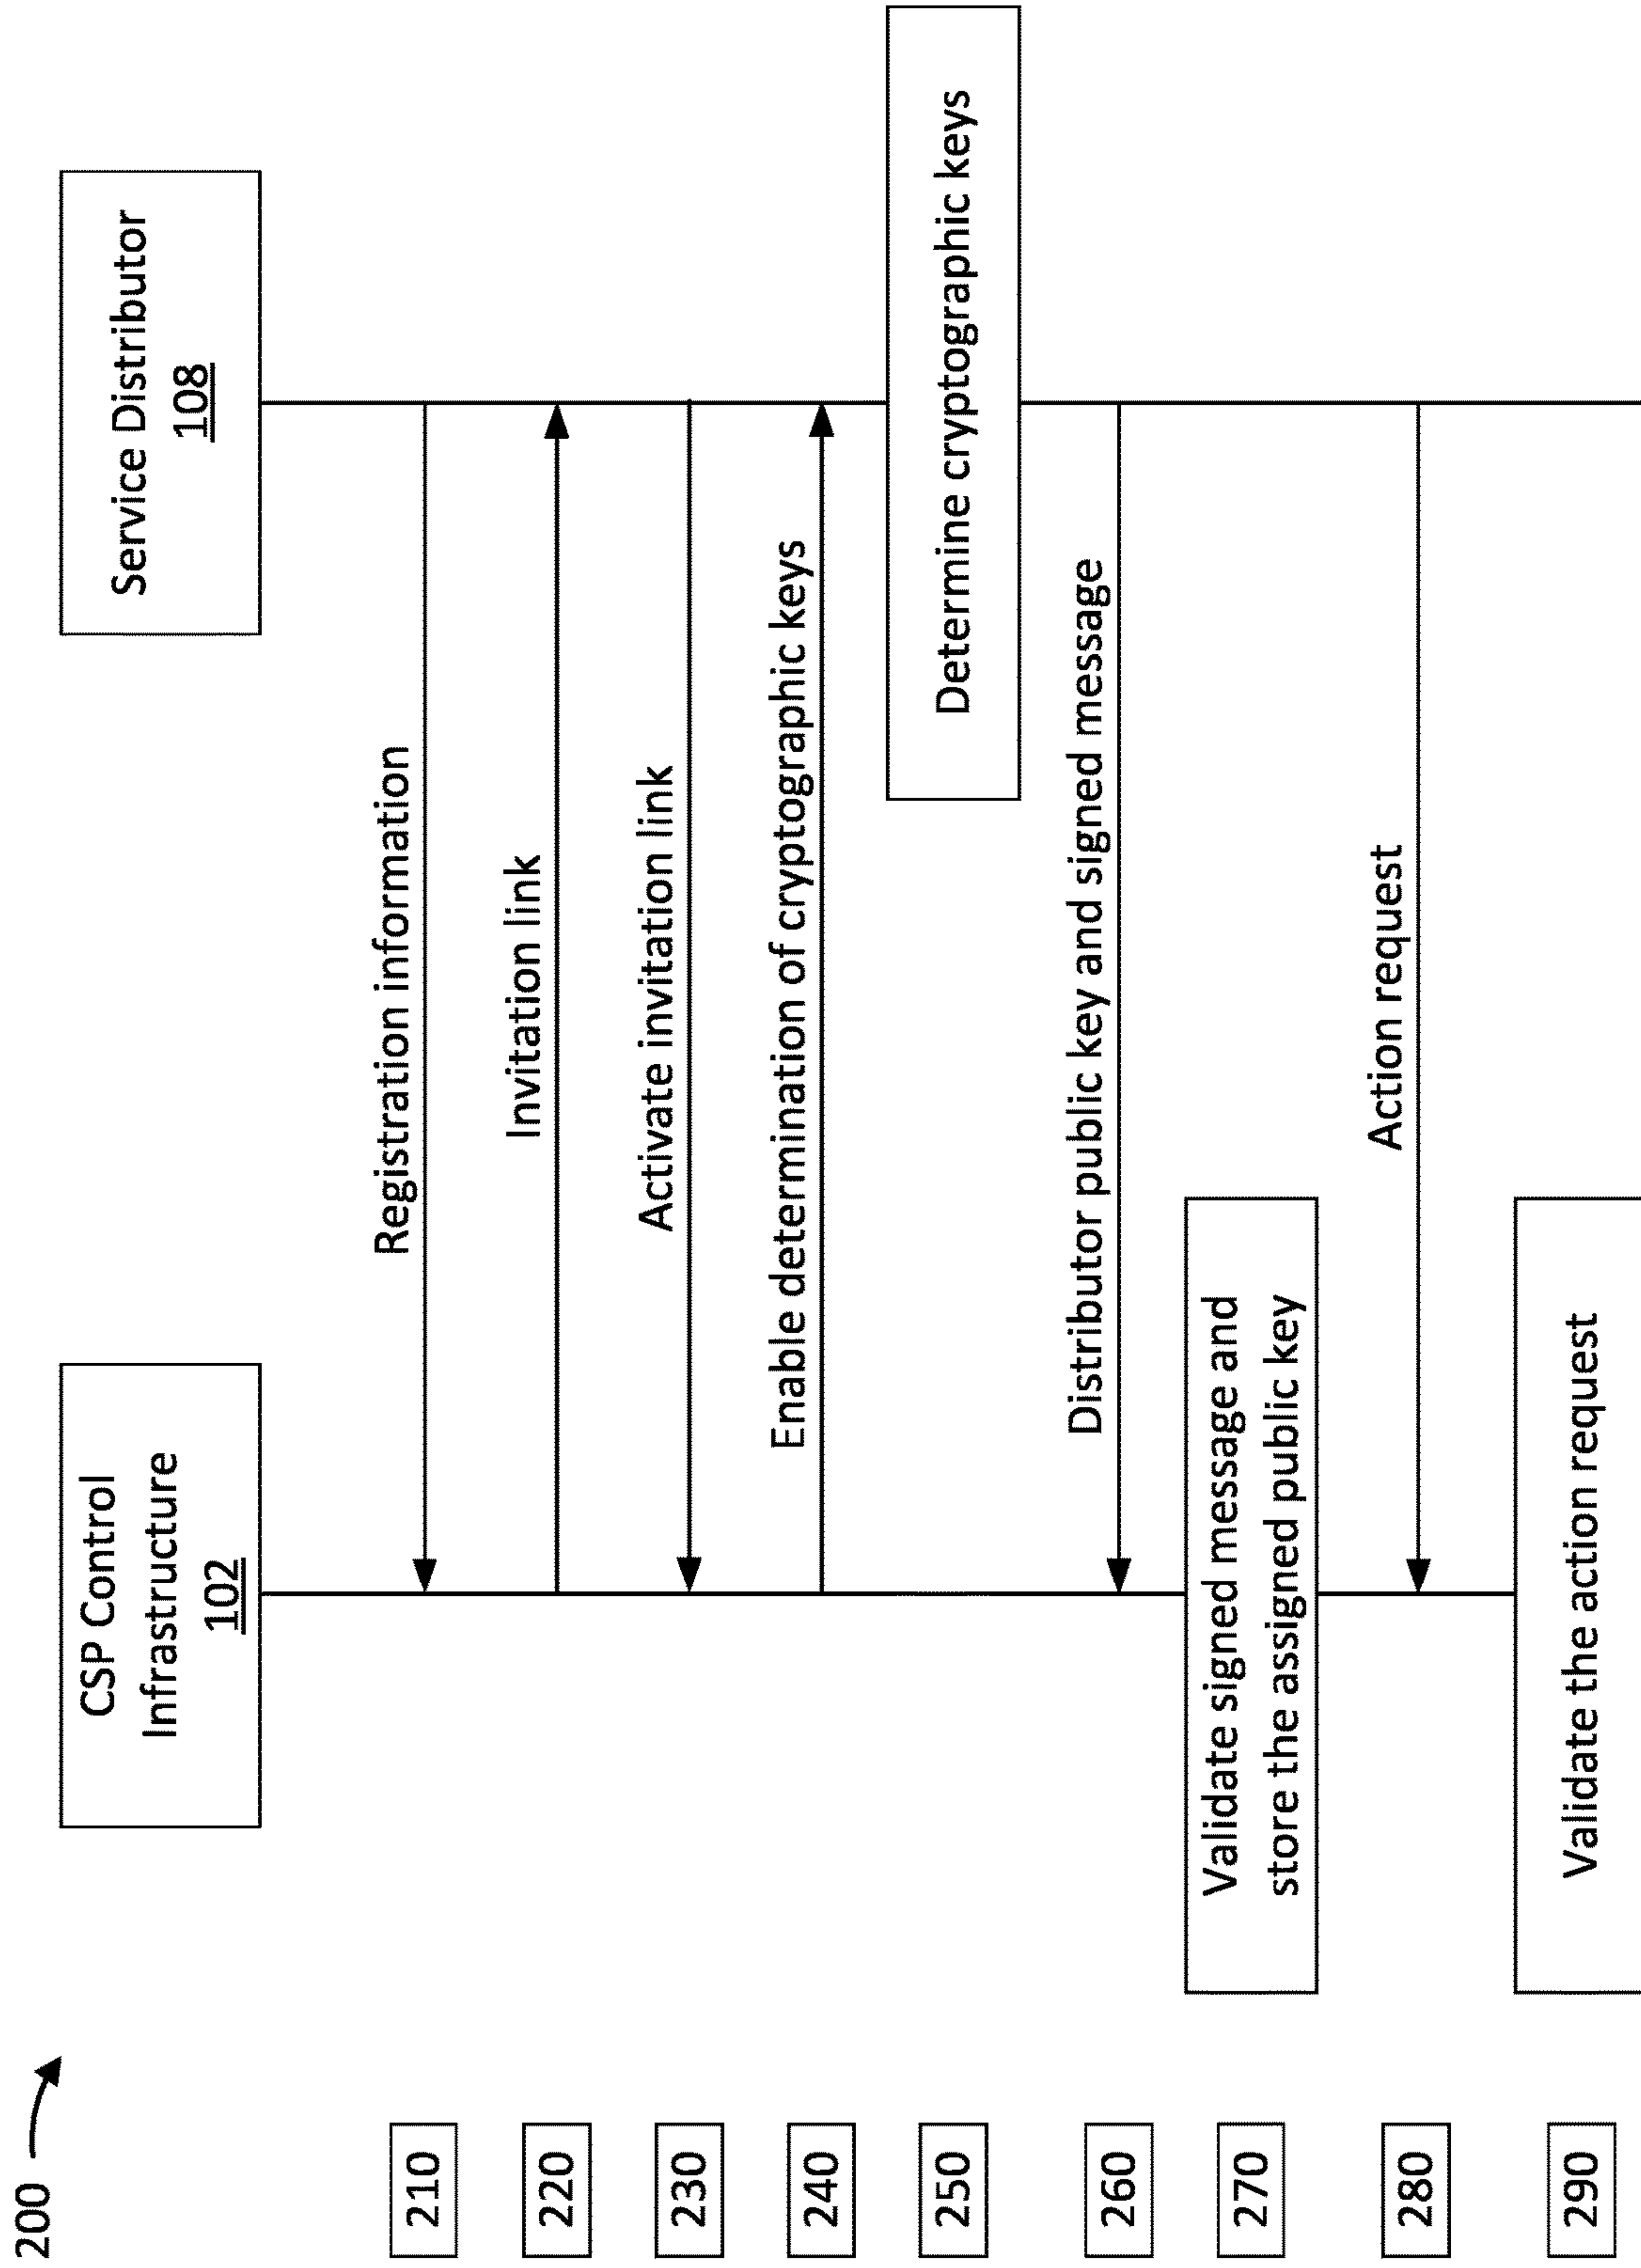 200
CSP Control
Infrastructure
102
Service Distributor
108
210
Registration information
220
Invitation link
230
Activate invitation link
240
Enable determination of cryptographic keys
250
Determine cryptographic keys
260
Distributor public key and signed message
270
Validate signed message and
store the assigned public key
280
Action request
290
Validate the action request